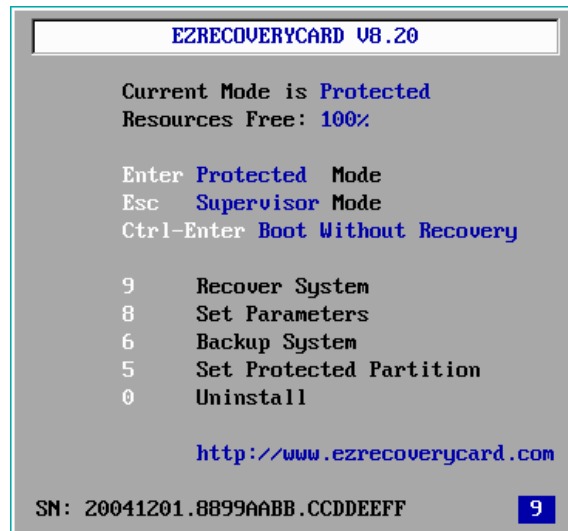 EZRECOVERYCARD V8.20
Current Mode is Protected
Resources Free: 100%
Enter Protected Mode
Esc Supervisor Mode
Ctrl-Enter Boot Without Recovery
9 Recover System
8 Set Parameters
6 Backup System
5 Set Protected Partition
0 Uninstall
http://www.ezrecoverycard.com
SN: 20041201.8899AABB.CCDDEEFF 9